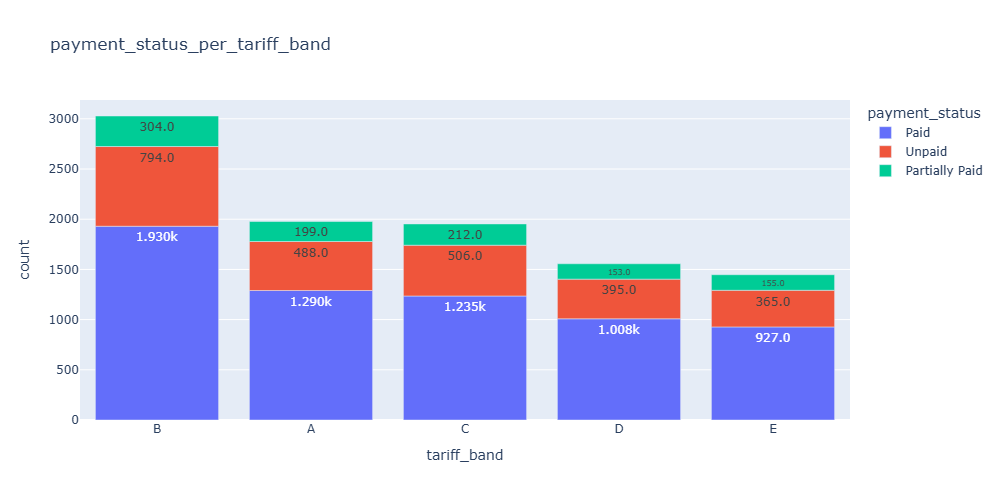 payment_status_per_tariff_band
payment_status
Paid
Unpaid
Partially Paid
count
3000
2500
2000
1500
1000
500
0
304.0
794.0
1.930k
199.0
488.0
1.290k
212.0
506.0
1.235k
153.0
395.0
1.008k
155.0
365.0
927.0
B
A
C
D
E
tariff_band